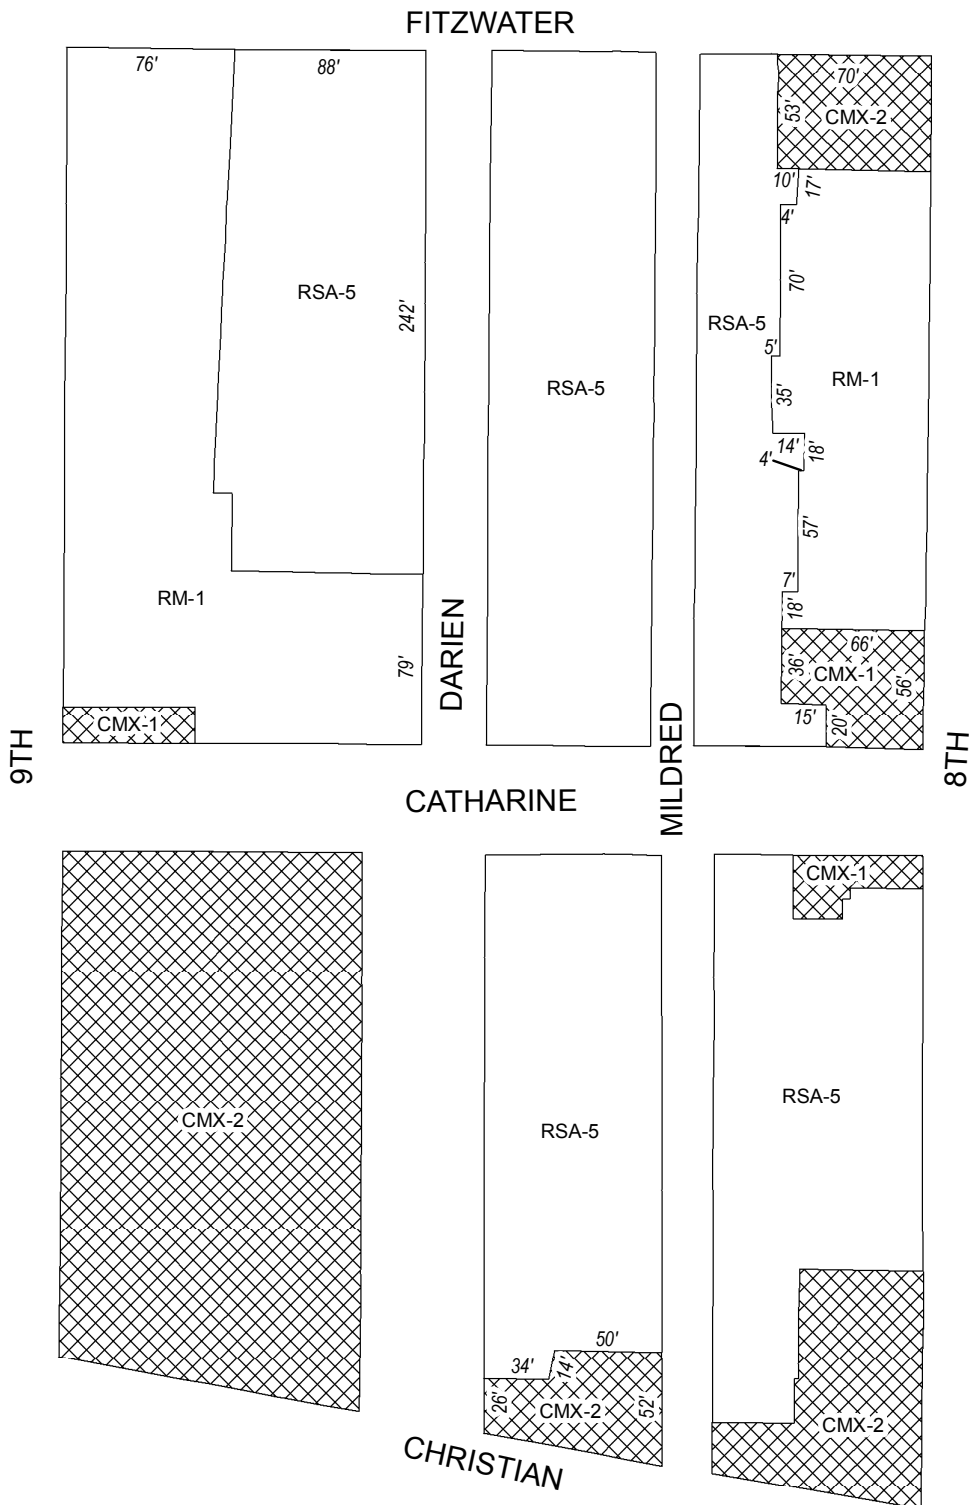 FITZWATER
76'
88'
70'
53'
CMX-2
10'
17'
4'
RSA-5
242'
70'
RSA-5
5'
RM-1
RSA-5
35'
14'
18'
4'
57'
7'
18'
RM-1
DARIEN
79'
66'
36'
CMX-1
56'
CMX-1
15'
20'
9TH
MILDRED
8TH
CATHARINE
CMX-1
CMX-2
RSA-5
RSA-5
50'
34'
14'
26'
CMX-2
52'
CMX-2
CHRISTIAN